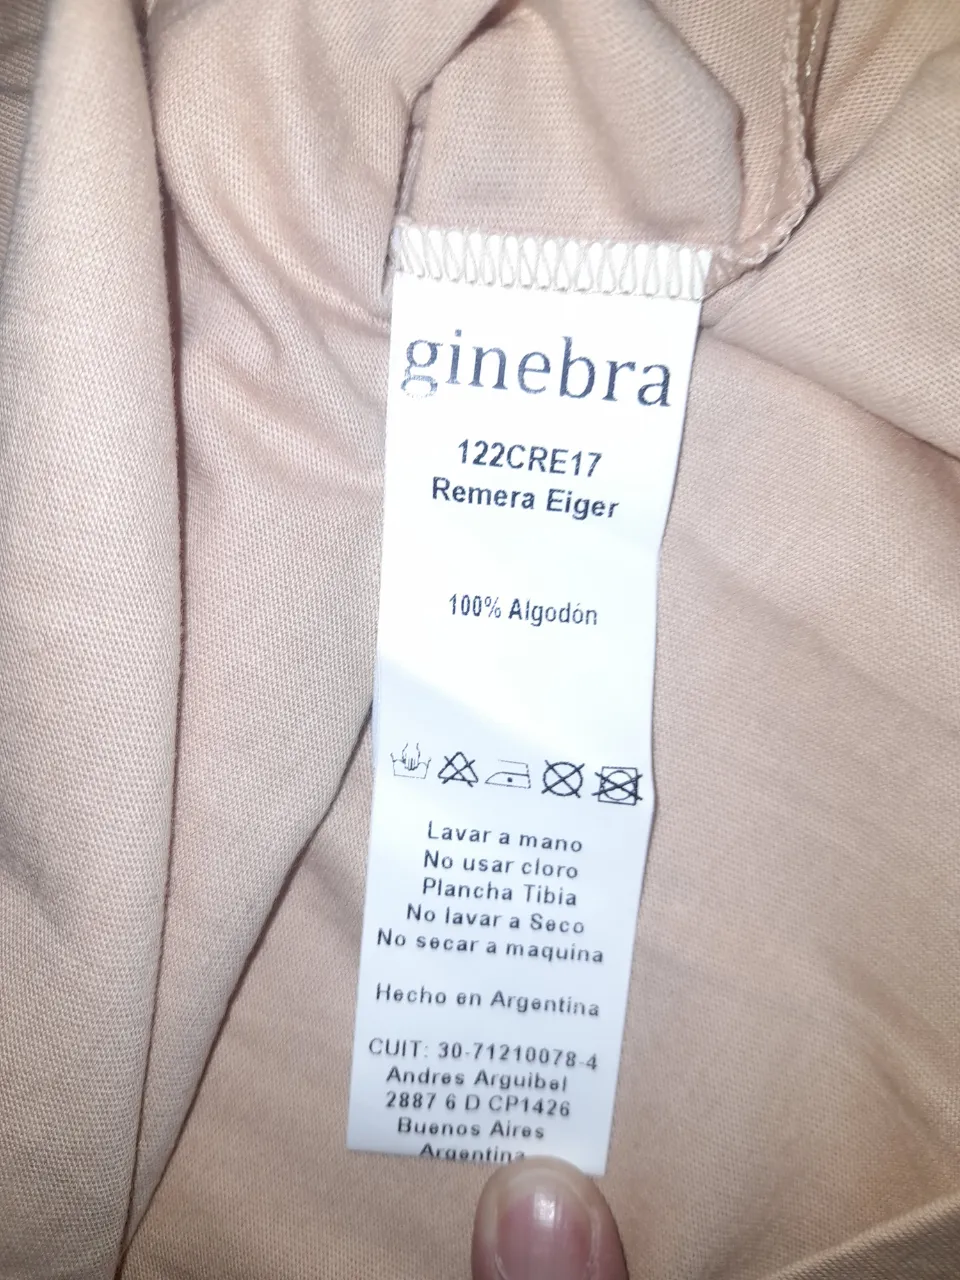 ginebra
122CRE17
Remera Eiger
100% Algodón
Lavar a mano
No usar cloro
Plancha Tibia
No lavar a Seco
No secar a maquina
Hecho en Argentina
CUIT: 30-71210078-4
Andres Arguibel
2887 6 D CP1426
Buenos Aires
Argentina